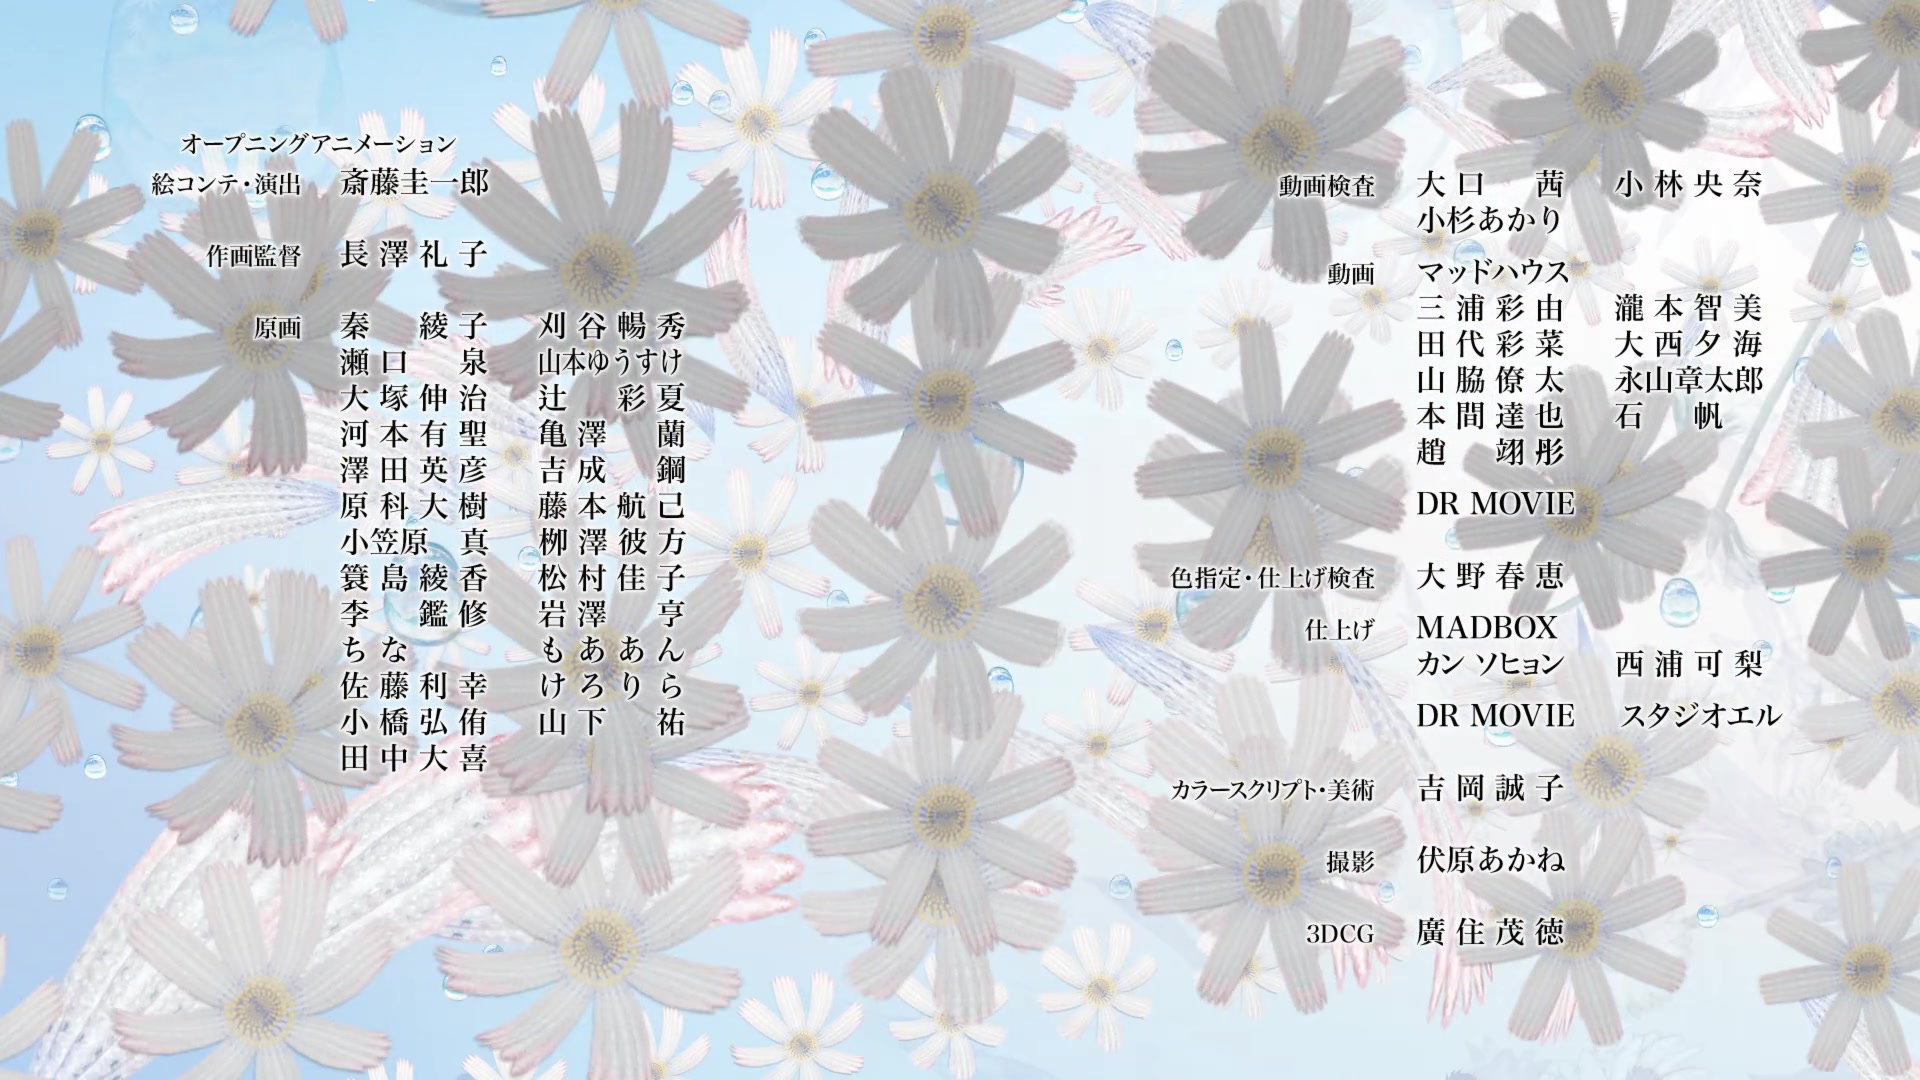 オープニングアニメーション
絵コンテ・演出 斎藤圭一郎
作画監督 長澤礼子
原画 秦 綾子 刈谷暢秀
瀬口 泉 山本ゆうすけ
大塚伸治 辻 彩夏
河本有聖 亀澤 蘭
澤田英彦 吉成 鋼
原科大樹 藤本航己
小笠原 真 柳澤彼方
簑島綾香 松村佳子
李 鑑修 岩澤 亨
ちな もああん
佐藤利幸 けろりら
小橋弘侑 山下 祐
田中大喜
動画検査 大口 茜 小林央奈
小杉あかり
動画 マッドハウス
三浦彩由 瀧本智美
田代彩菜 大西夕海
山脇僚太 永山章太郎
本間達也 石 帆
趙 翊彤
DR MOVIE
色指定・仕上げ検査 大野春恵
仕上げ MADBOX
カン ソヒョン 西浦可梨
DR MOVIE スタジオエル
カラースクリプト・美術 吉岡誠子
撮影 伏原あかね
3DCG 廣住茂徳